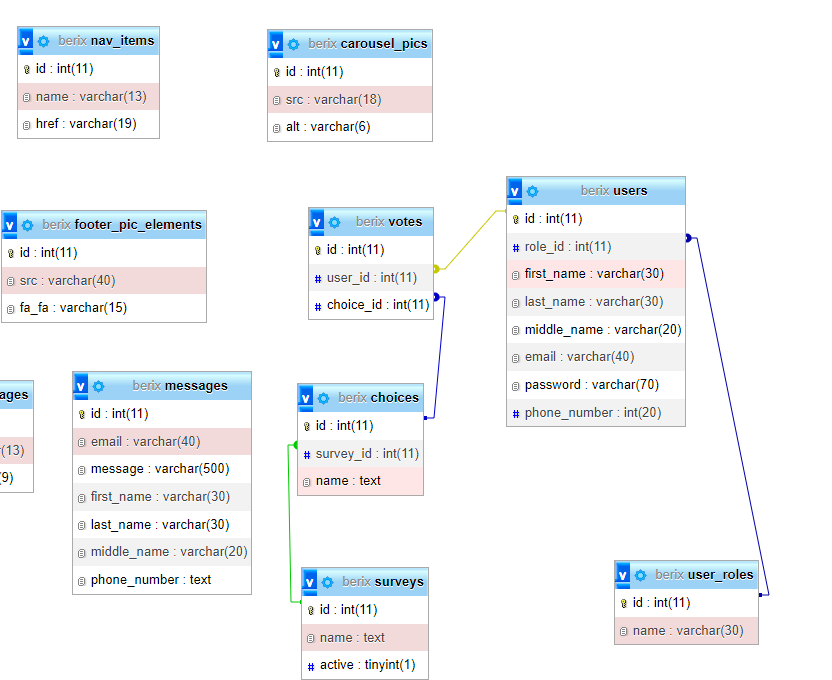 v berix nav_items
id : int(11)
name : varchar(13)
href : varchar(19)
v berix carousel_pics
id : int(11)
src : varchar(18)
alt : varchar(6)
v berix users
id : int(11)
# role_id : int(11)
first_name : varchar(30)
last_name : varchar(30)
middle_name : varchar(20)
email : varchar(40)
password : varchar(70)
# phone_number : int(20)
v berix footer_pic_elements
id : int(11)
src : varchar(40)
fa_fa : varchar(15)
v berix votes
id : int(11)
# user_id : int(11)
# choice_id : int(11)
ages
(13)
(9)
v berix messages
id : int(11)
email : varchar(40)
message : varchar(500)
first_name : varchar(30)
last_name : varchar(30)
middle_name : varchar(20)
phone_number : text
v berix choices
id : int(11)
# survey_id : int(11)
name : text
v berix surveys
id : int(11)
name : text
# active : tinyint(1)
v berix user_roles
id : int(11)
name : varchar(30)